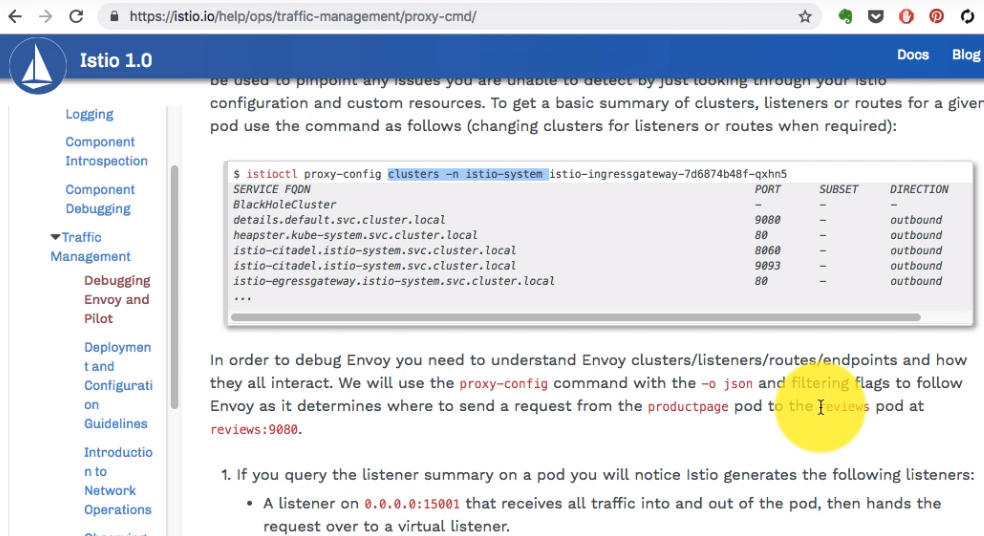 https://istio.io/help/ops/traffic-management/proxy-cmd/
Istio 1.0
Docs
Blog
Logging
Component
Introspection
Component
Debugging
Traffic
Management
Debugging
Envoy and
Pilot
Deploymen
t and
Configurati
on
Guidelines
Introductio
n to
Network
Operations
be used to pinpoint any issues you are unable to detect by just looking through your Istio
configuration and custom resources. To get a basic summary of clusters, listeners or routes for a given
pod use the command as follows (changing clusters for listeners or routes when required):
$ istioctl proxy-config clusters -n istio-system istio-ingressgateway-7d6874b48f-qxhn5
SERVICE FQDN PORT SUBSET DIRECTION
BlackHoleCluster - - -
details.default.svc.cluster.local 9080 - outbound
heapster.kube-system.svc.cluster.local 80 - outbound
istio-citadel.istio-system.svc.cluster.local 8060 - outbound
istio-citadel.istio-system.svc.cluster.local 9093 - outbound
istio-egressgateway.istio-system.svc.cluster.local 80 - outbound
...
In order to debug Envoy you need to understand Envoy clusters/listeners/routes/endpoints and how
they all interact. We will use the proxy-config command with the -o json and filtering flags to follow
Envoy as it determines where to send a request from the productpage pod to the reviews pod at
reviews:9080.
1. If you query the listener summary on a pod you will notice Istio generates the following listeners:
• A listener on 0.0.0.0:15001 that receives all traffic into and out of the pod, then hands the
request over to a virtual listener.